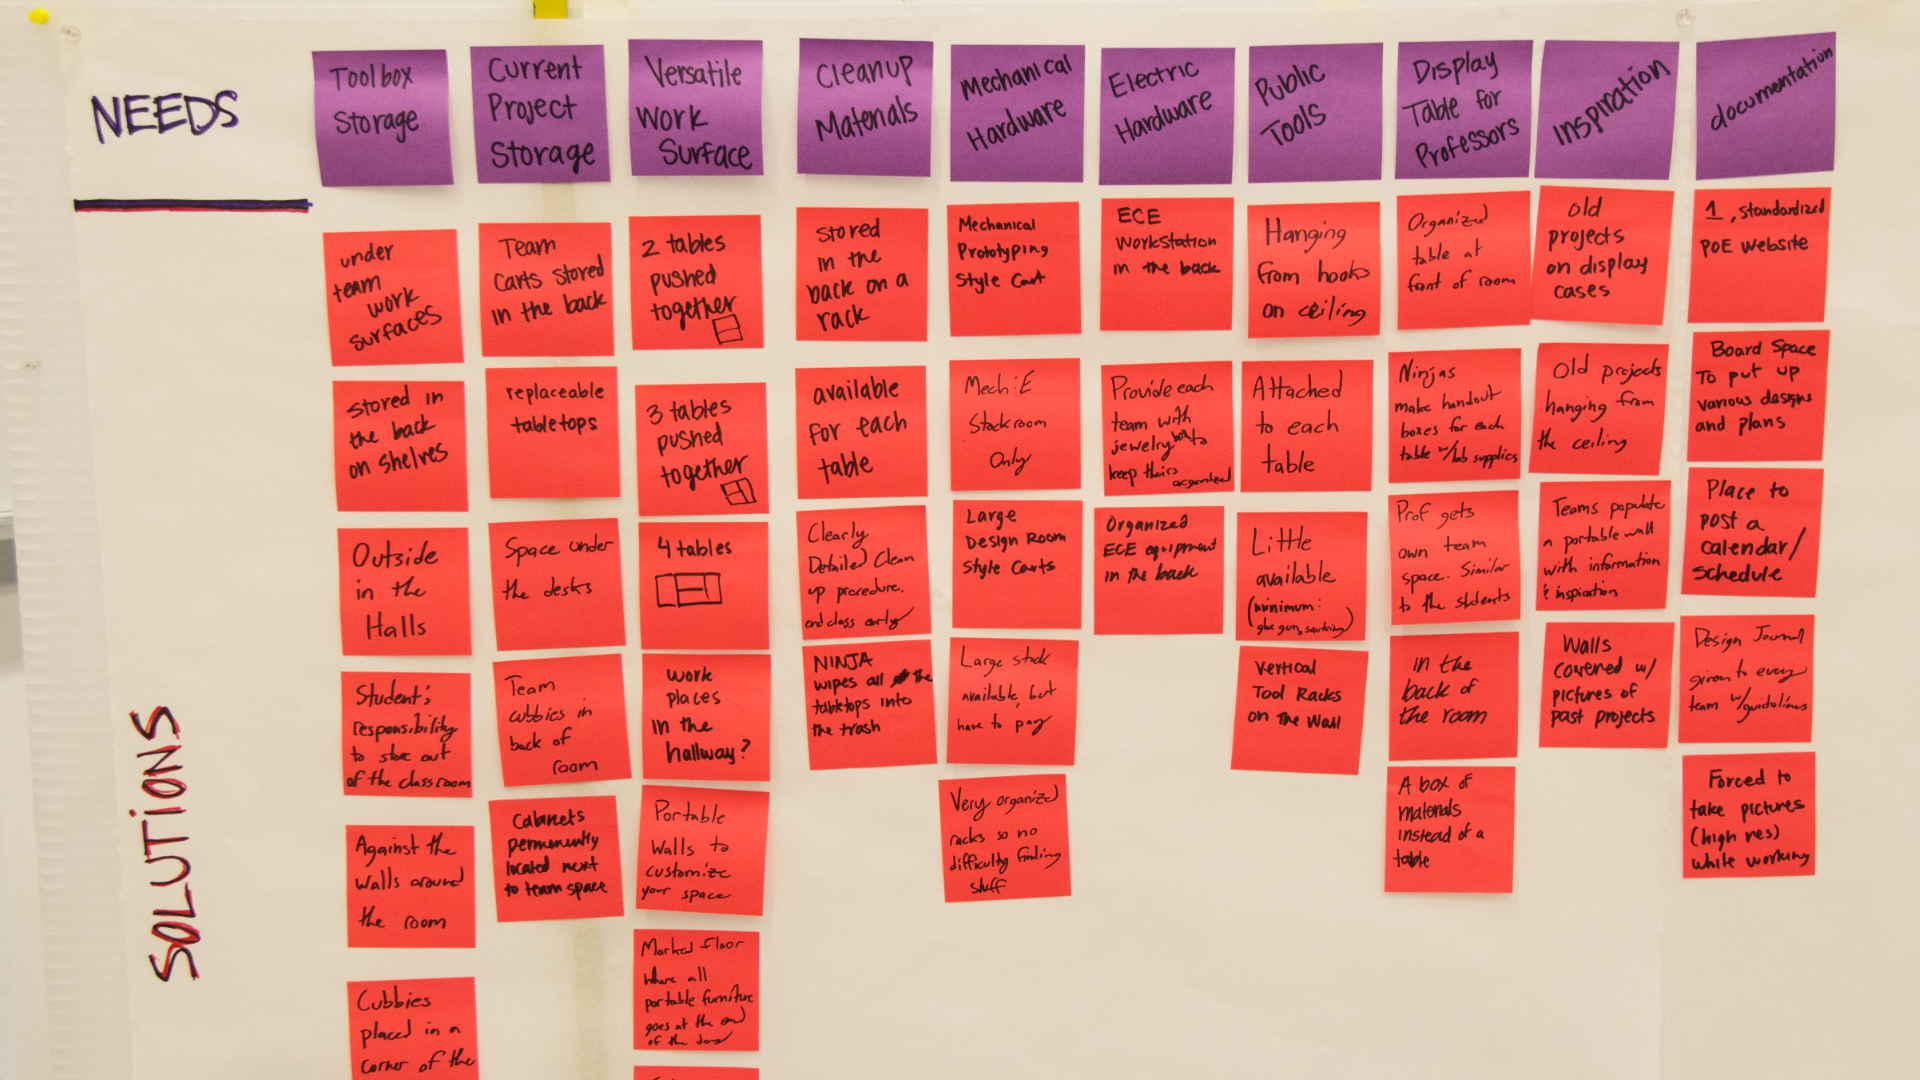 NEEDS
Toolbox
Storage
Current
Project
Storage
Versatile
Work
Surface
Cleanup
Materials
Mechanical
Hardware
Electric
Hardware
Public
Tools
Display
Table for
Professors
Inspiration
documentation
SOLUTIONS
under
team
work
surfaces
Stored in
the back
on shelves
Outside
in the
Halls
Student's
responsibility
to store out
of the classroom
Against the
walls around
the room
Cubbies
placed in a
corner of the
Team
Carts stored
in the back
replaceable
tabletops
Space under
the desks
Team
cubbies in
back of
room
Cabinets
permanently
located next
to team space
2 tables
pushed
together
3 tables
pushed
together
4 tables
work
places
in the
hallway?
Portable
Walls to
customize
your space
Marked floor
where all
portable furniture
goes at the end
of the day
Stored
in the
back on a
rack
available
for each
table
Clearly
Detailed Clean
up procedure,
end class early
NINJA
wipes all the
tabletops into
the trash
Mechanical
Prototyping
Style Cart
Mech:E
Stockroom
Only
Large
Design Room
Style Carts
Large stock
available, but
have to pay
Very organized
racks so no
difficulty finding
stuff
ECE
Workstation
in the back
Provide each
team with
jewelry box to
keep theirs organized
Organized
ECE equipment
in the back
Hanging
from hooks
on ceiling
Attached
to each
table
Little
available
(minimum:
glue gun, soldering)
Vertical
Tool Racks
on the Wall
Organized
table at
front of room
Ninjas
make handout
boxes for each
table w/lab supplies
Prof gets
own team
space. Similar
to the students
in the
back of
the room
A box of
materials
instead of a
table
old
projects
on display
cases
Old projects
hanging from
the ceiling
Teams populate
a portable wall
with information
& inspiration
Walls
covered w/
pictures of
past projects
1, standardized
POE website
Board Space
To put up
various designs
and plans
Place to
post a
calendar/
schedule
Design Journal
given to every
team w/guidelines
Forced to
take pictures
(high res)
while working